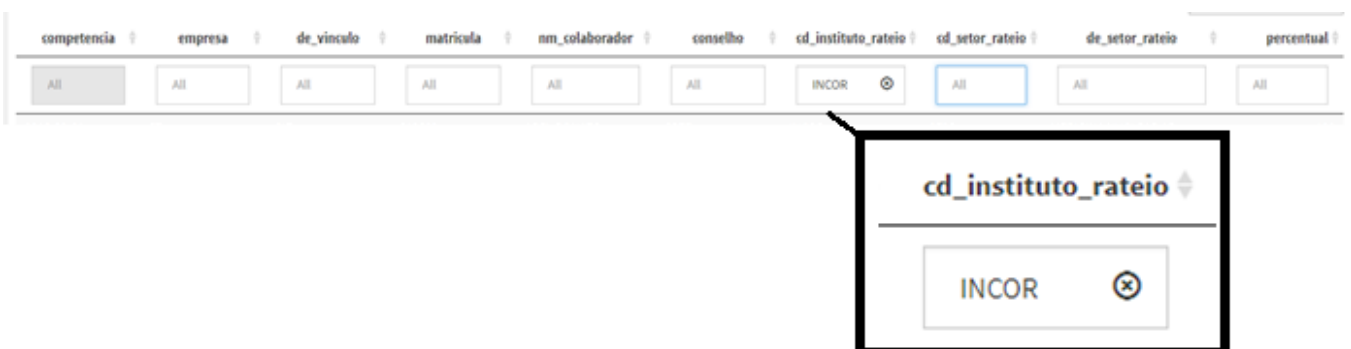 competencia empresa de_vinculo matricula nm_colaborador conselho cd_instituto_rateio cd_setor_rateio de_setor_rateio percentual
All All All All All All INCOR All All All
cd_instituto_rateio
INCOR